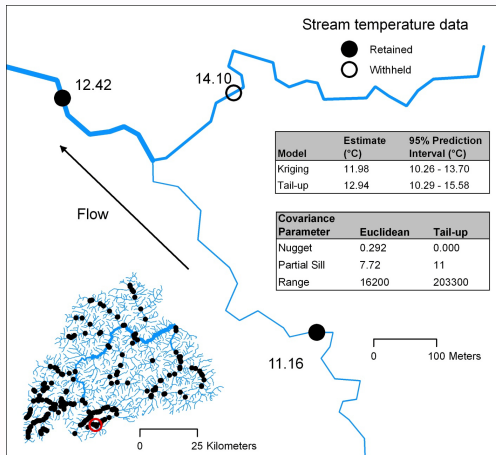 Stream temperature data
Retained
Withheld
12.42
14.10
Model Estimate (°C) 95% Prediction Interval (°C)
Kriging 11.98 10.26 - 13.70
Tail-up 12.94 10.29 - 15.58
Flow
Covariance Parameter Euclidean Tail-up
Nugget 0.292 0.000
Partial Sill 7.72 11
Range 16200 203300
11.16
0 100 Meters
0 25 Kilometers